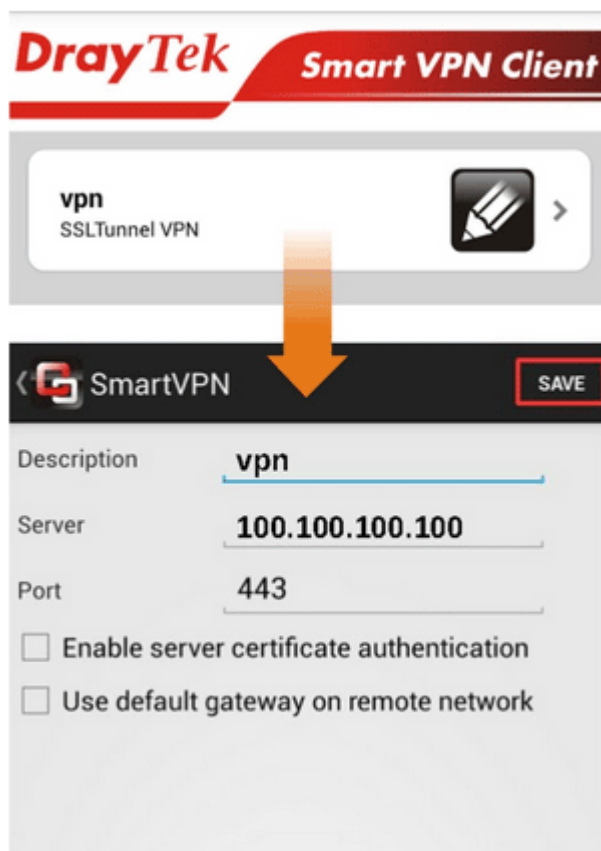 DrayTek Smart VPN Client
vpn
SSLTunnel VPN
SmartVPN SAVE
Description vpn
Server 100.100.100.100
Port 443
Enable server certificate authentication
Use default gateway on remote network